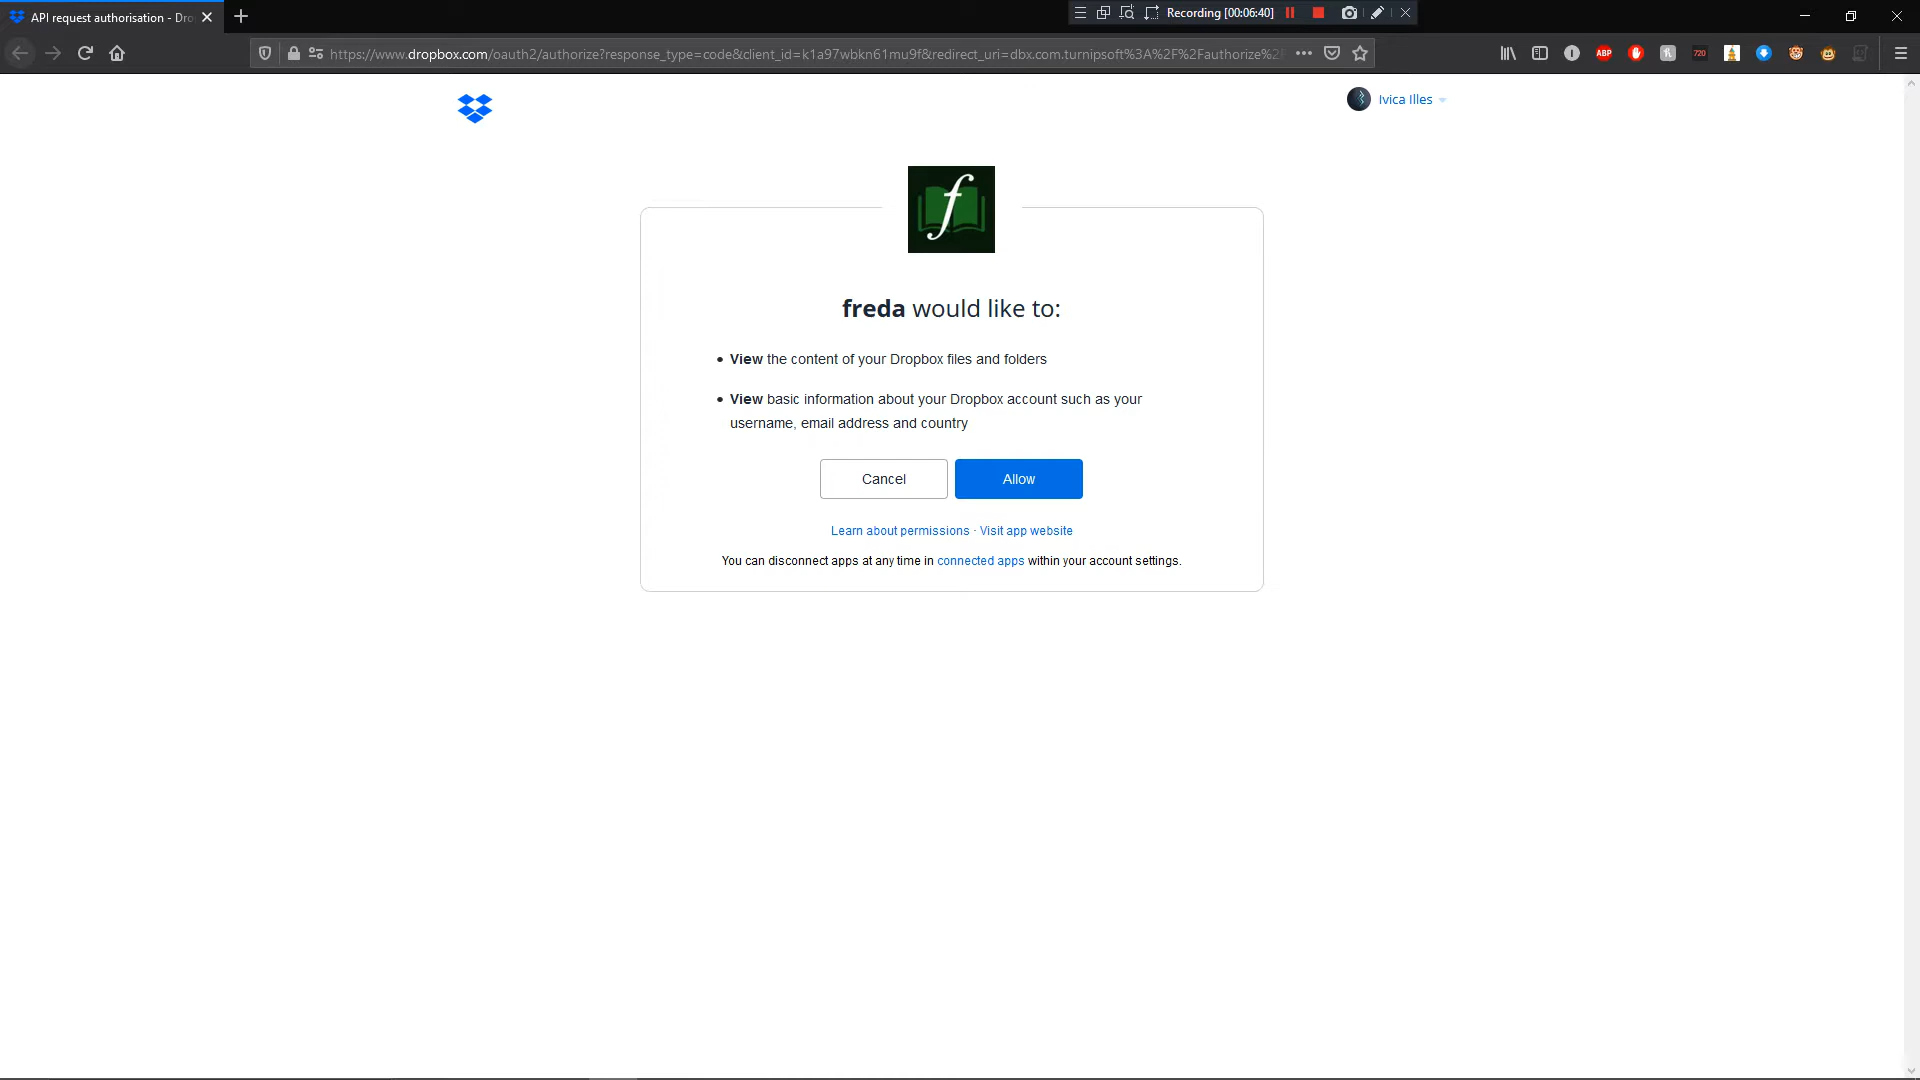 API request authorisation - Dro
Recording [00:06:40]
https://www.dropbox.com/oauth2/authorize?response_type=code&client_id=k1a97wbkn61mu9f&redirect_uri=dbx.com.turnipsoft%3A%2F%2Fauthorize%2F
ABP
720
Ivica Illes
f
freda would like to:
• View the content of your Dropbox files and folders
• View basic information about your Dropbox account such as your
username, email address and country
Cancel Allow
Learn about permissions · Visit app website
You can disconnect apps at any time in connected apps within your account settings.